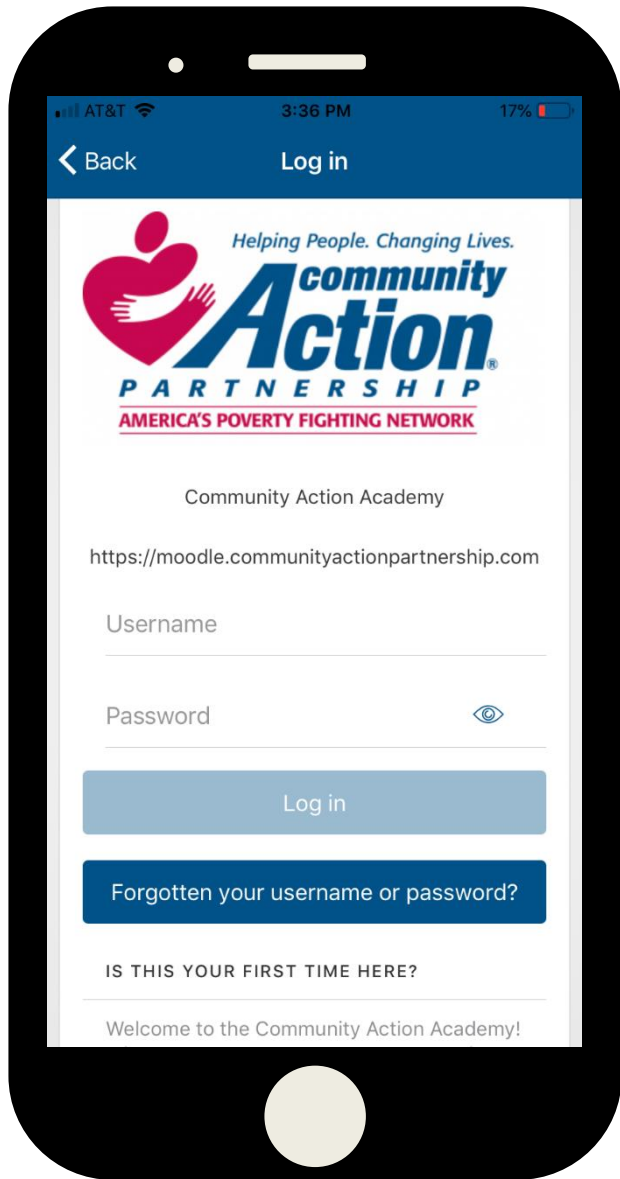 AT&T 3:36 PM 17%
Back Log in
Helping People. Changing Lives.
community
Action®
PARTNERSHIP
AMERICA'S POVERTY FIGHTING NETWORK
Community Action Academy
https://moodle.communityactionpartnership.com
Username
Password
Log in
Forgotten your username or password?
IS THIS YOUR FIRST TIME HERE?
Welcome to the Community Action Academy!